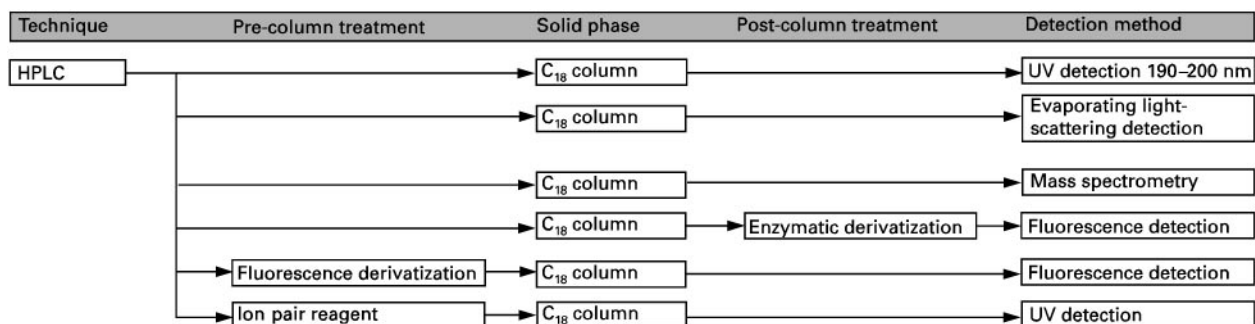 Technique Pre-column treatment Solid phase Post-column treatment Detection method
HPLC C₁₈ column UV detection 190–200 nm
C₁₈ column Evaporating light-
scattering detection
C₁₈ column Mass spectrometry
C₁₈ column Enzymatic derivatization Fluorescence detection
Fluorescence derivatization C₁₈ column Fluorescence detection
Ion pair reagent C₁₈ column UV detection